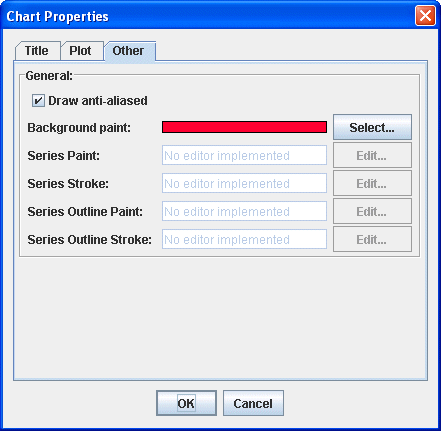 Chart Properties
Title Plot Other
General:
Draw anti-aliased
Background paint: Select...
Series Paint: No editor implemented Edit...
Series Stroke: No editor implemented Edit...
Series Outline Paint: No editor implemented Edit...
Series Outline Stroke: No editor implemented Edit...
OK Cancel